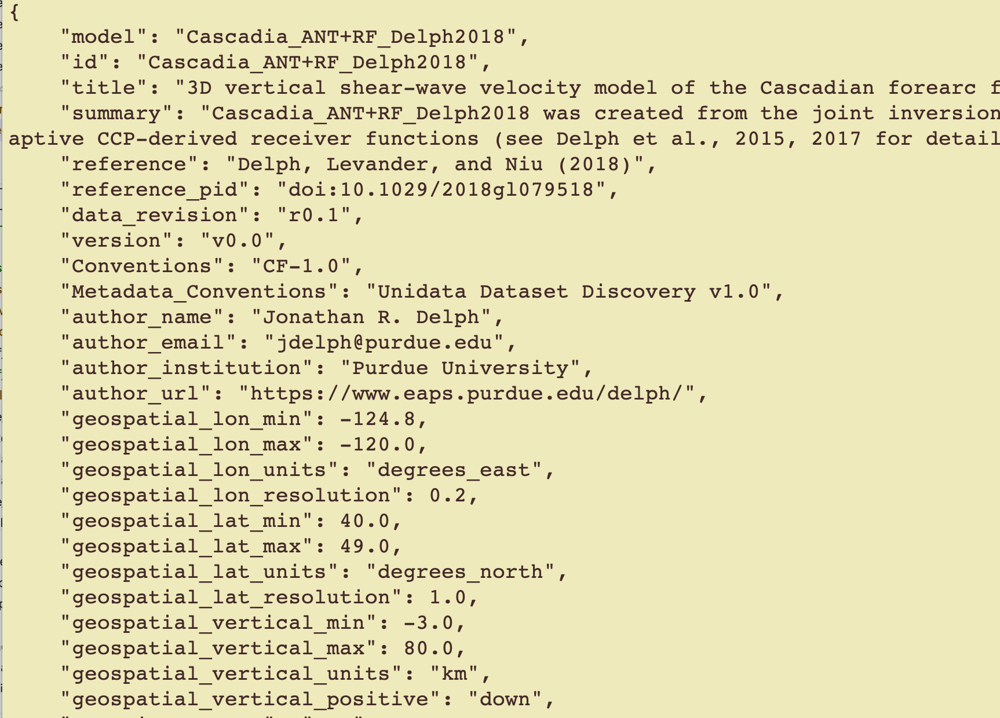 {
"model": "Cascadia_ANT+RF_Delph2018",
"id": "Cascadia_ANT+RF_Delph2018",
"title": "3D vertical shear-wave velocity model of the Cascadian forearc f
"summary": "Cascadia_ANT+RF_Delph2018 was created from the joint inversion
aptive CCP-derived receiver functions (see Delph et al., 2015, 2017 for detail
"reference": "Delph, Levander, and Niu (2018)",
"reference_pid": "doi:10.1029/2018gl079518",
"data_revision": "r0.1",
"version": "v0.0",
"Conventions": "CF-1.0",
"Metadata_Conventions": "Unidata Dataset Discovery v1.0",
"author_name": "Jonathan R. Delph",
"author_email": "jdelph@purdue.edu",
"author_institution": "Purdue University",
"author_url": "https://www.eaps.purdue.edu/delph/",
"geospatial_lon_min": -124.8,
"geospatial_lon_max": -120.0,
"geospatial_lon_units": "degrees_east",
"geospatial_lon_resolution": 0.2,
"geospatial_lat_min": 40.0,
"geospatial_lat_max": 49.0,
"geospatial_lat_units": "degrees_north",
"geospatial_lat_resolution": 1.0,
"geospatial_vertical_min": -3.0,
"geospatial_vertical_max": 80.0,
"geospatial_vertical_units": "km",
"geospatial_vertical_positive": "down",